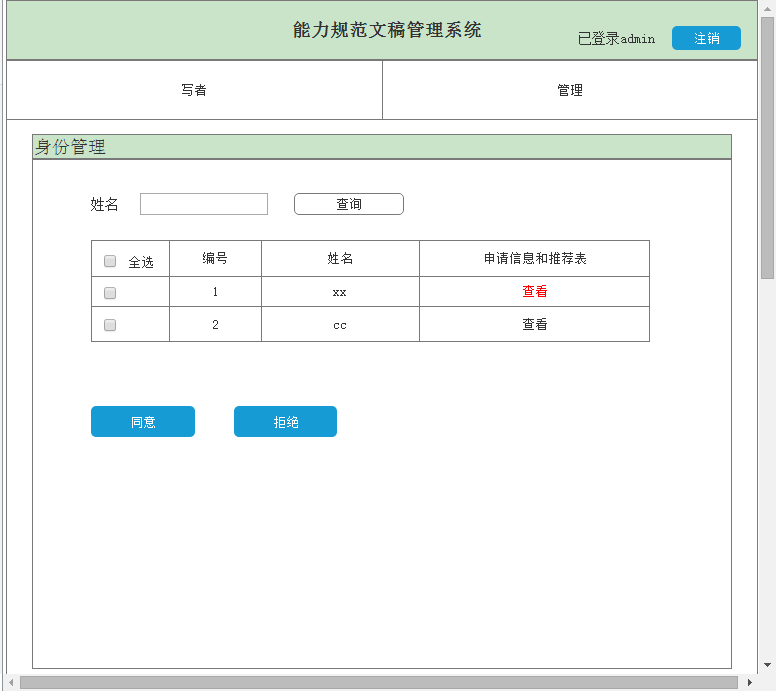 能力规范文稿管理系统
已登录admin 注销
写者 管理
身份管理
姓名 查询
全选 编号 姓名 申请信息和推荐表
1 xx 查看
2 cc 查看
同意 拒绝